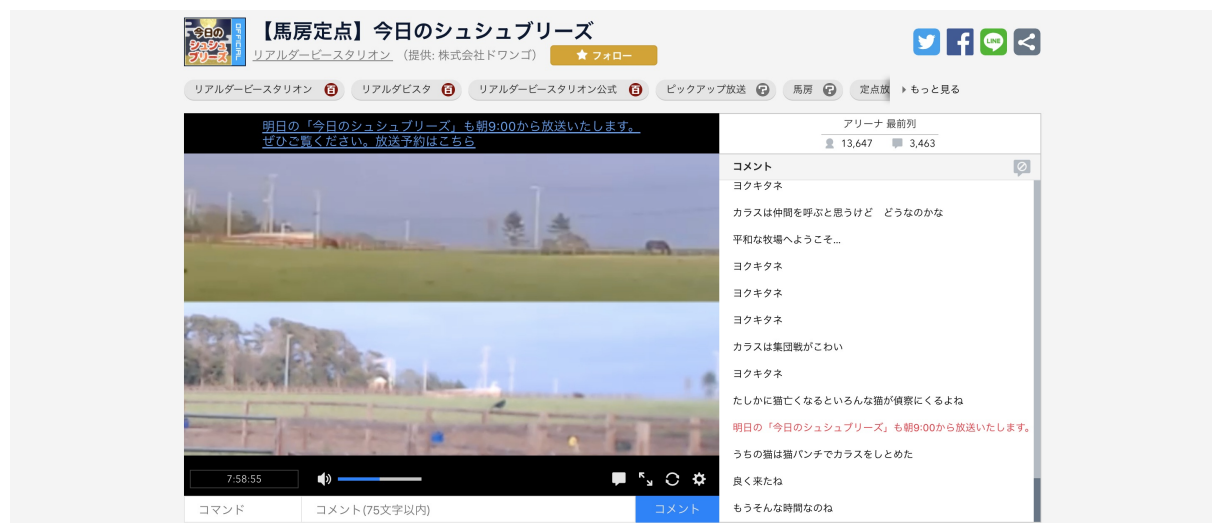 今日の
シュシュ
ブリーズ
OFFICIAL
【馬房定点】今日のシュシュブリーズ
リアルダービースタリオン （提供: 株式会社ドワンゴ） ★ フォロー
LINE
リアルダービースタリオン 百 リアルダビスタ 百 リアルダービースタリオン公式 百 ピックアップ放送 ? 馬房 ? 定点放 もっと見る
明日の「今日のシュシュブリーズ」も朝9:00から放送いたします。
ぜひご覧ください。放送予約はこちら
アリーナ 最前列
13,647 3,463
コメント
ヨクキタネ
カラスは仲間を呼ぶと思うけど　どうなのかな
平和な牧場へようこそ...
ヨクキタネ
ヨクキタネ
ヨクキタネ
カラスは集団戦がこわい
ヨクキタネ
たしかに猫亡くなるといろんな猫が偵察にくるよね
明日の「今日のシュシュブリーズ」も朝9:00から放送いたします。
うちの猫は猫パンチでカラスをしとめた
良く来たね
もうそんな時間なのね
7:58:55
コマンド コメント(75文字以内) コメント